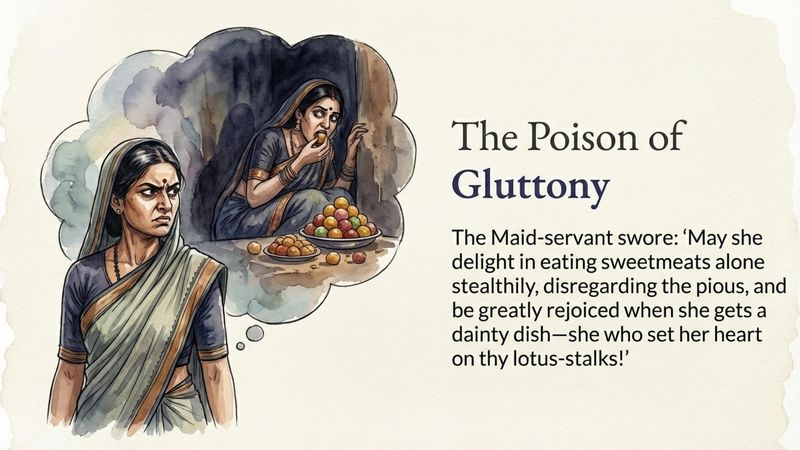 The Poison of
Gluttony
The Maid-servant swore: ‘May she
delight in eating sweetmeats alone
stealthily, disregarding the pious, and
be greatly rejoiced when she gets a
dainty dish—she who set her heart
on thy lotus-stalks!’